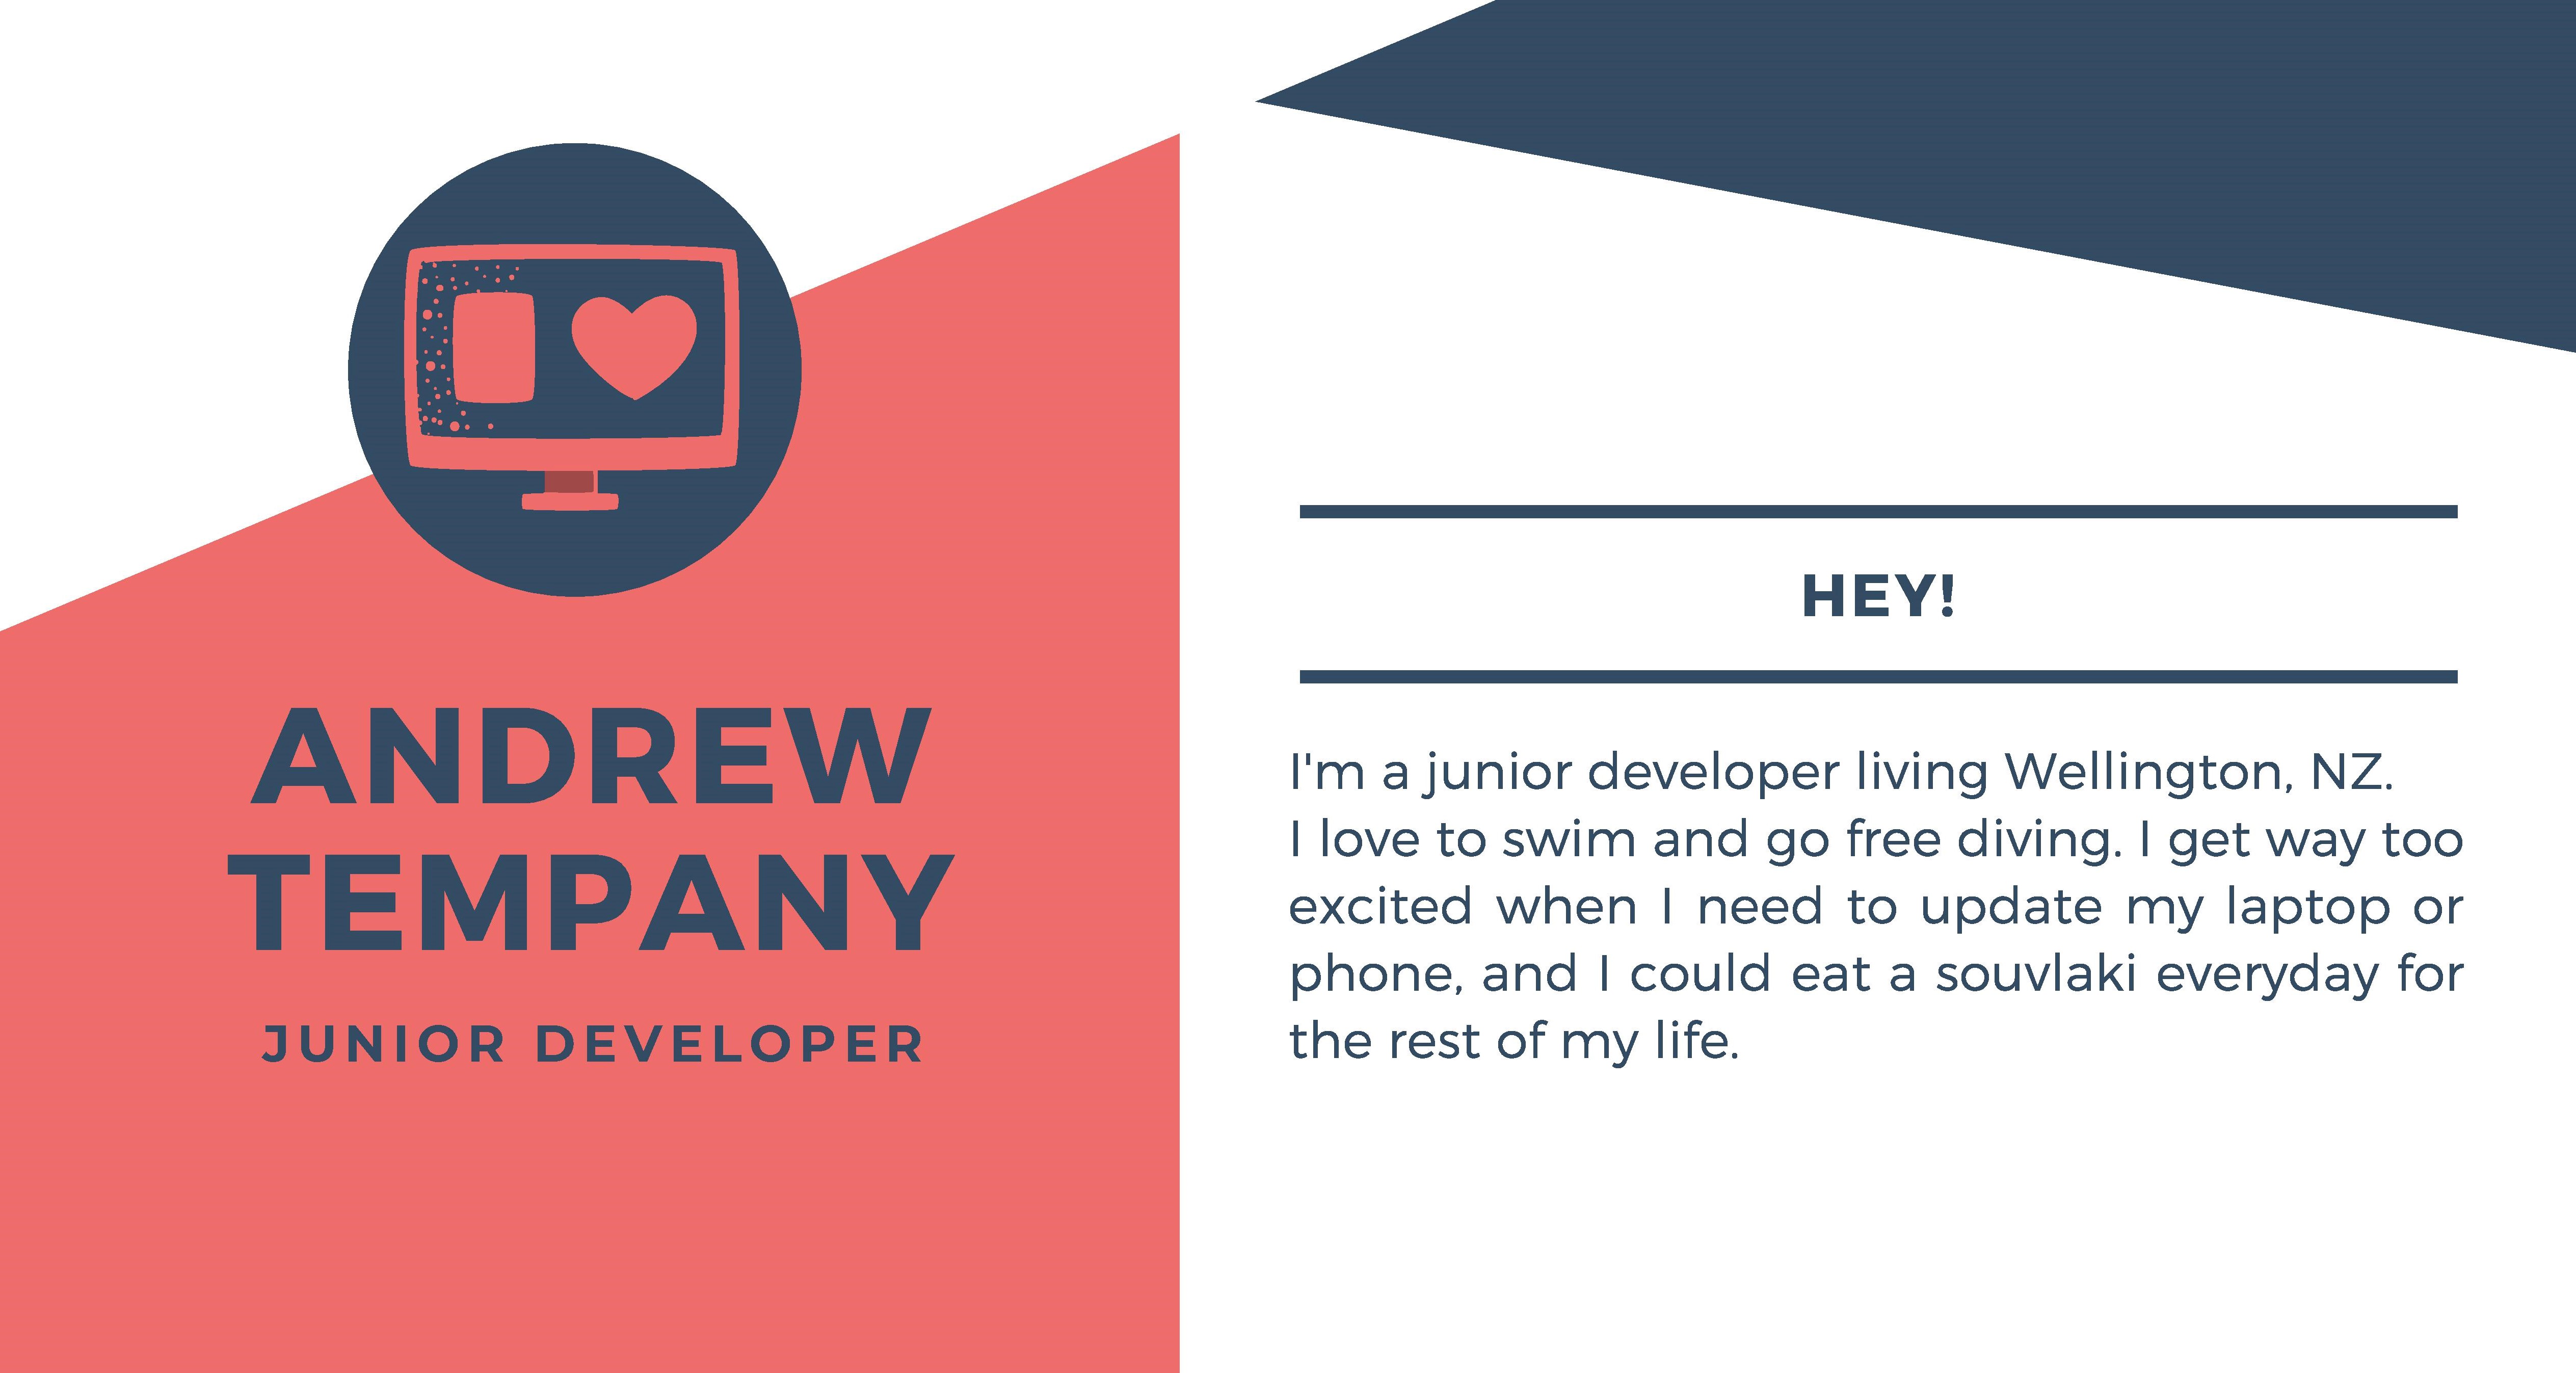 ANDREW
TEMPANY
JUNIOR DEVELOPER
HEY!
I'm a junior developer living Wellington, NZ.
I love to swim and go free diving. I get way too
excited when I need to update my laptop or
phone, and I could eat a souvlaki everyday for
the rest of my life.